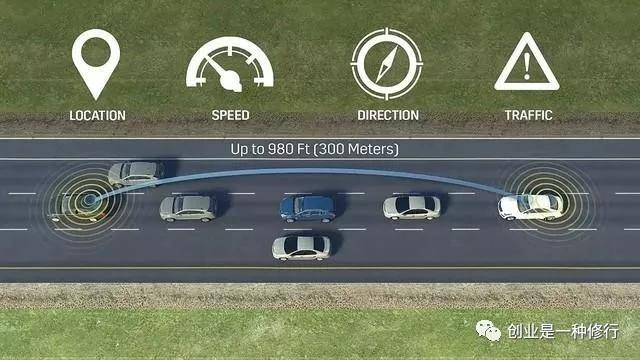 LOCATION
SPEED
DIRECTION
TRAFFIC
Up to 980 Ft (300 Meters)
创业是一种修行